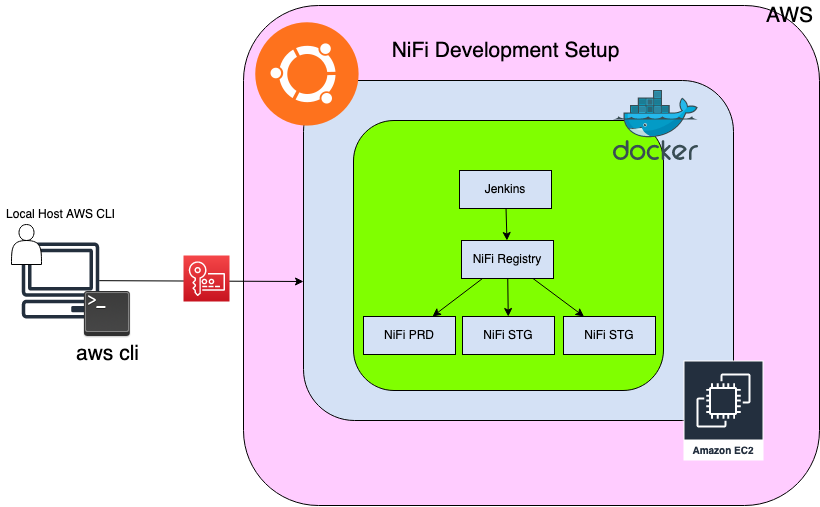 AWS
NiFi Development Setup
docker
Jenkins
Local Host AWS CLI
NiFi Registry
>_
aws cli
NiFi PRD
NiFi STG
NiFi STG
Amazon EC2